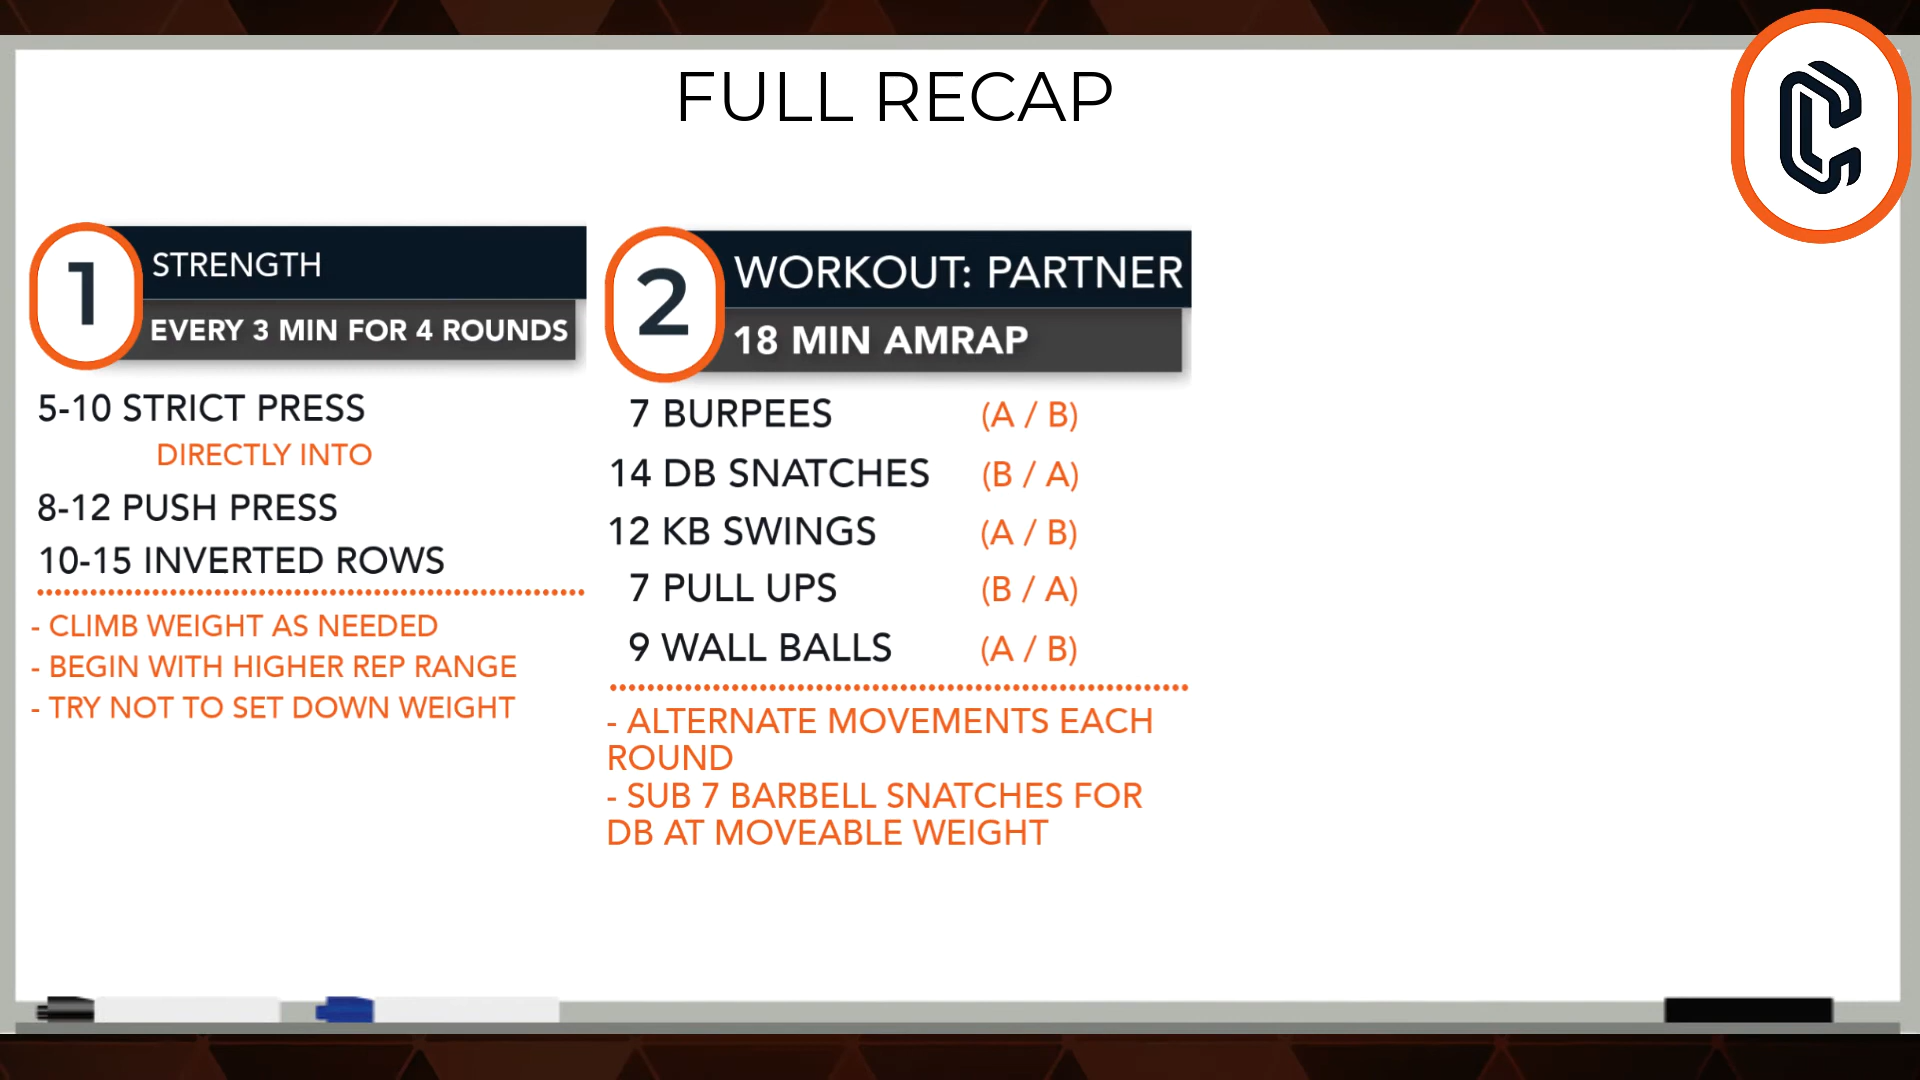 FULL RECAP
1
STRENGTH
EVERY 3 MIN FOR 4 ROUNDS
5-10 STRICT PRESS
DIRECTLY INTO
8-12 PUSH PRESS
10-15 INVERTED ROWS
- CLIMB WEIGHT AS NEEDED
- BEGIN WITH HIGHER REP RANGE
- TRY NOT TO SET DOWN WEIGHT
2
WORKOUT: PARTNER
18 MIN AMRAP
7 BURPEES (A / B)
14 DB SNATCHES (B / A)
12 KB SWINGS (A / B)
7 PULL UPS (B / A)
9 WALL BALLS (A / B)
- ALTERNATE MOVEMENTS EACH
ROUND
- SUB 7 BARBELL SNATCHES FOR
DB AT MOVEABLE WEIGHT